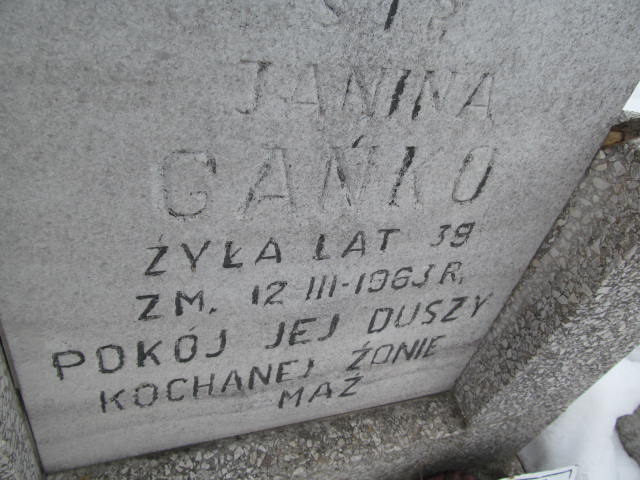 Ś†P
JANINA
GAŃKO
ŻYŁA LAT 39
ZM. 12 III-1963 R.
POKÓJ JEJ DUSZY
KOCHANEJ ŻONIE
MĄŻ